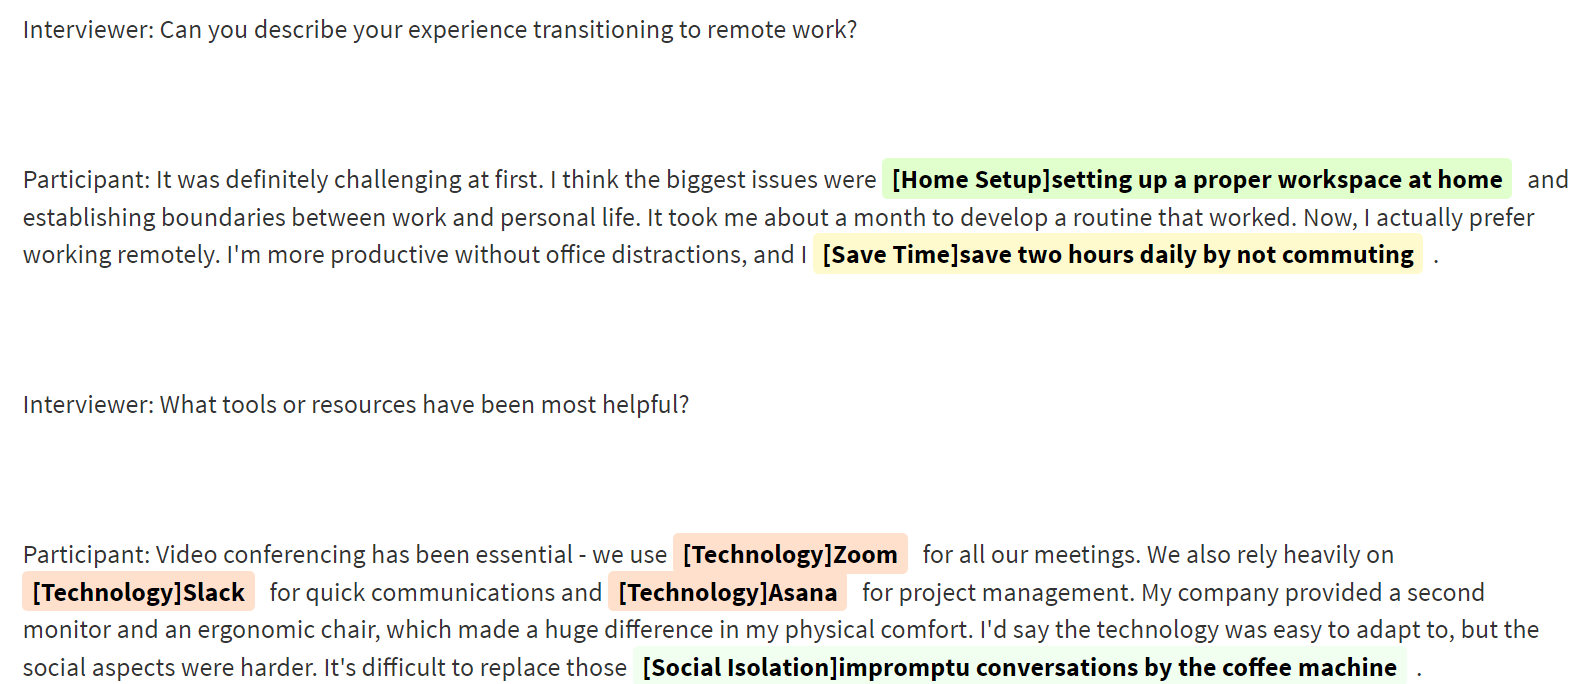 Interviewer: Can you describe your experience transitioning to remote work?
Participant: It was definitely challenging at first. I think the biggest issues were [Home Setup]setting up a proper workspace at home and
establishing boundaries between work and personal life. It took me about a month to develop a routine that worked. Now, I actually prefer
working remotely. I'm more productive without office distractions, and I [Save Time]save two hours daily by not commuting .
Interviewer: What tools or resources have been most helpful?
Participant: Video conferencing has been essential - we use [Technology]Zoom for all our meetings. We also rely heavily on
[Technology]Slack for quick communications and [Technology]Asana for project management. My company provided a second
monitor and an ergonomic chair, which made a huge difference in my physical comfort. I'd say the technology was easy to adapt to, but the
social aspects were harder. It's difficult to replace those [Social Isolation]impromptu conversations by the coffee machine .